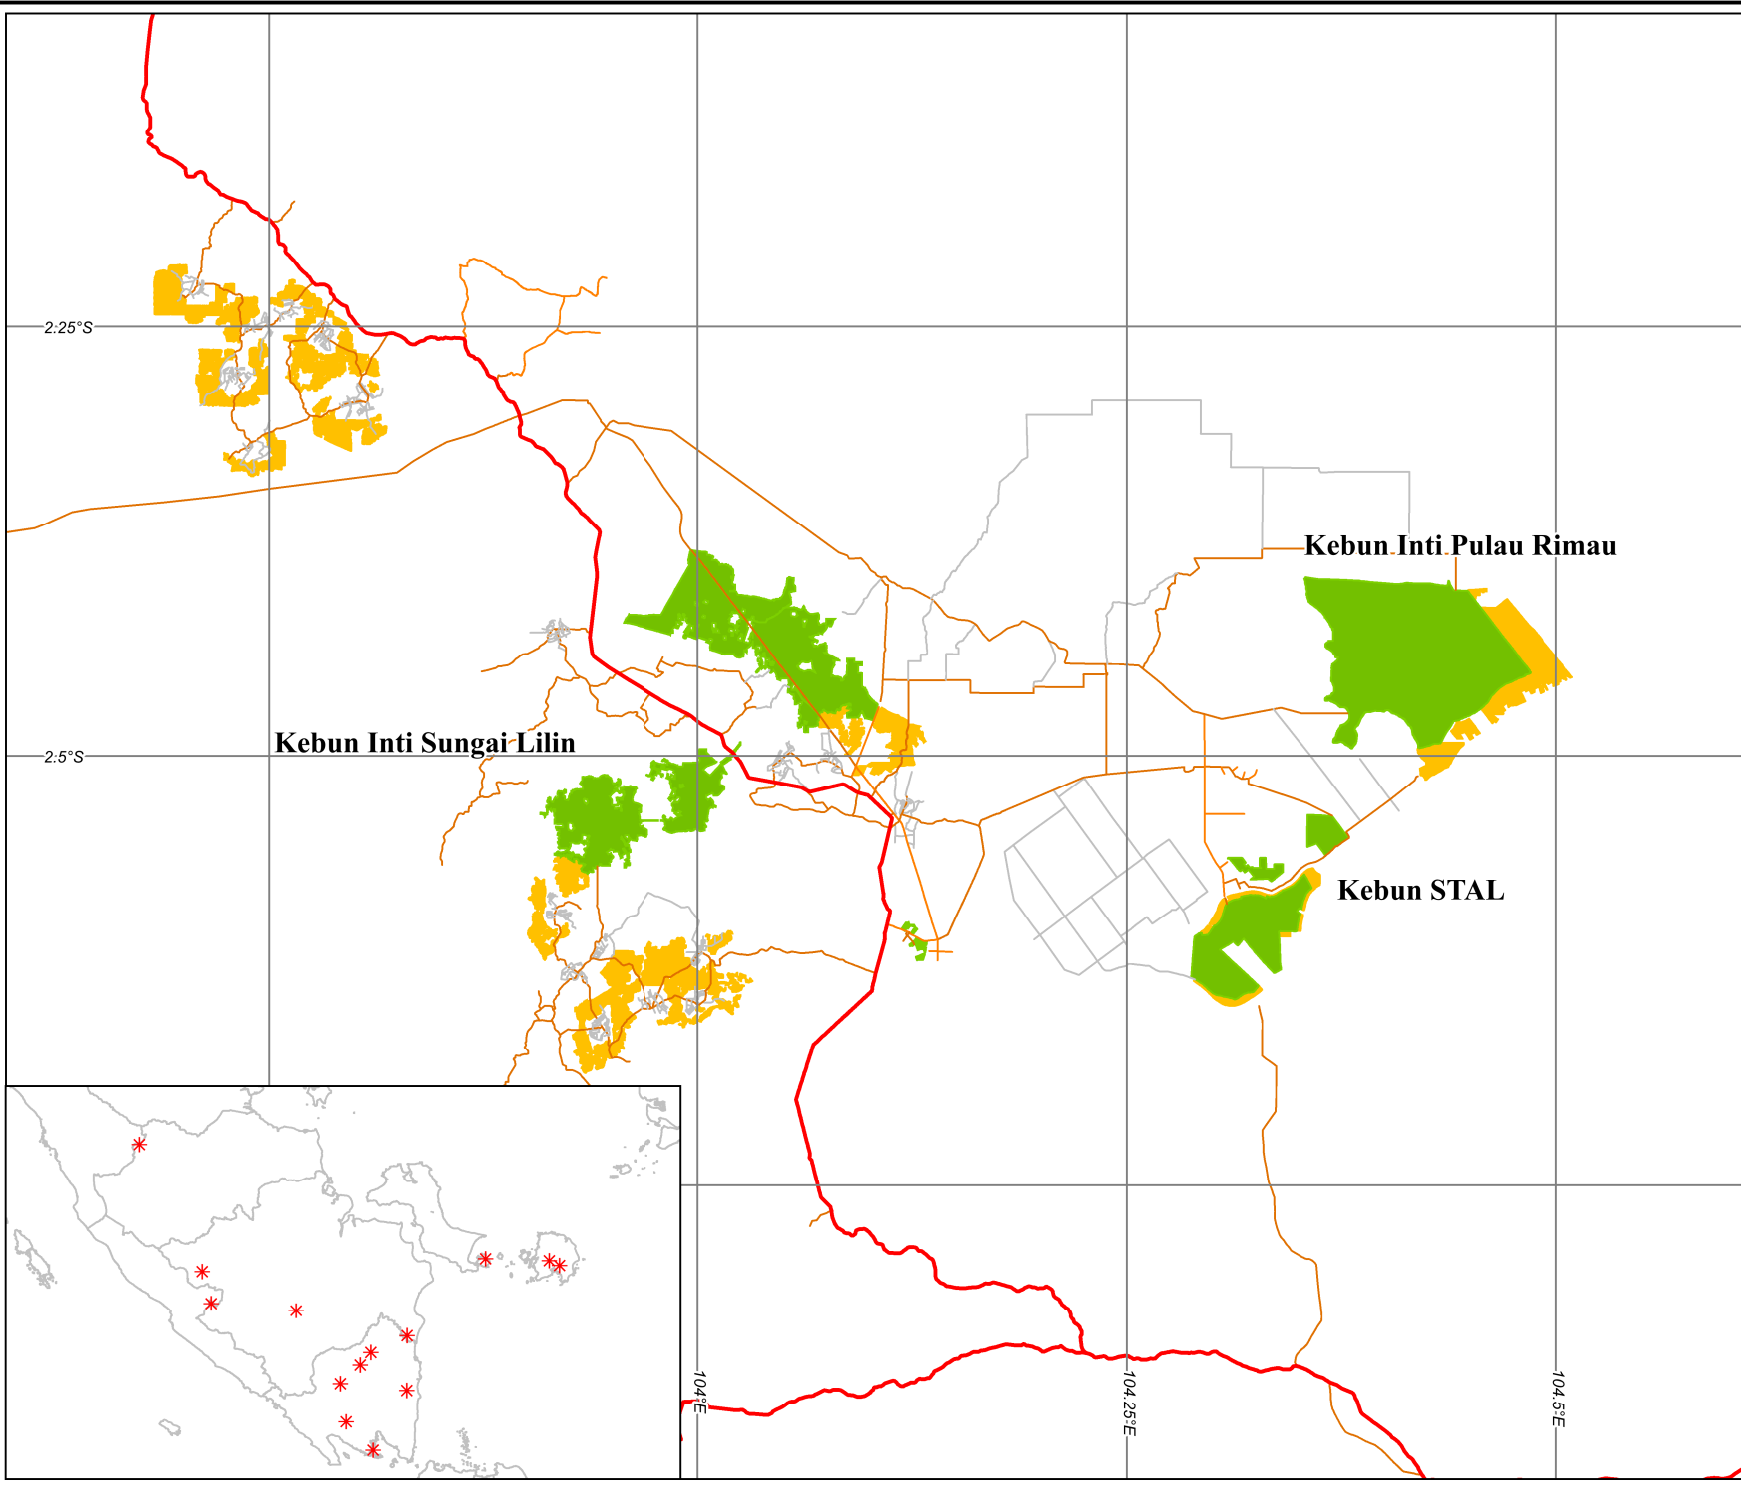 2:25°S
Kebun Inti Pulau Rimau
Kebun Inti Sungai Lilin
2.5°S
Kebun STAL
104°E
104.25°E
104.5°E